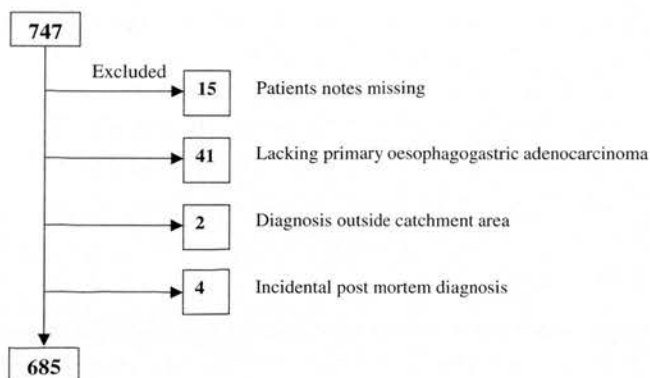 747
Excluded
15 Patients notes missing
41 Lacking primary oesophagogastric adenocarcinoma
2 Diagnosis outside catchment area
4 Incidental post mortem diagnosis
685